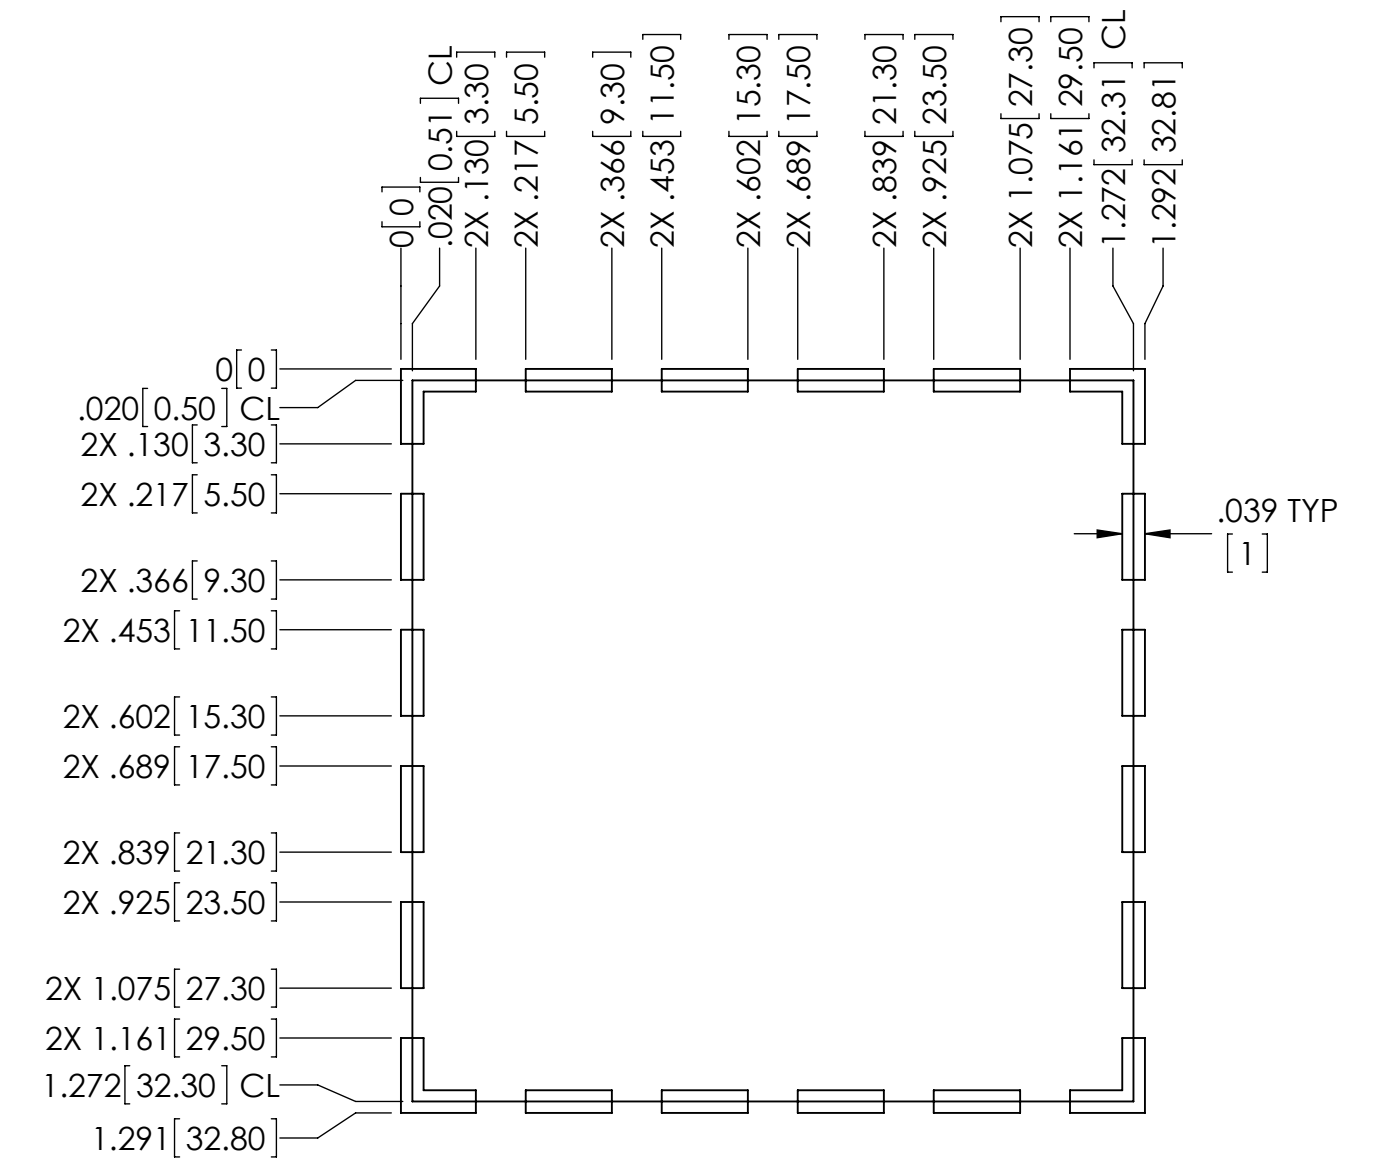 0[0]
.020[0.51] CL
2X .130[3.30]
2X .217[5.50]
2X .366[9.30]
2X .453[11.50]
2X .602[15.30]
2X .689[17.50]
2X .839[21.30]
2X .925[23.50]
2X 1.075[27.30]
2X 1.161[29.50]
1.272[32.31] CL
1.292[32.81]
0[0]
.020[0.50] CL
2X .130[3.30]
2X .217[5.50]
2X .366[9.30]
2X .453[11.50]
2X .602[15.30]
2X .689[17.50]
2X .839[21.30]
2X .925[23.50]
2X 1.075[27.30]
2X 1.161[29.50]
1.272[32.30] CL
1.291[32.80]
.039 TYP
[1]